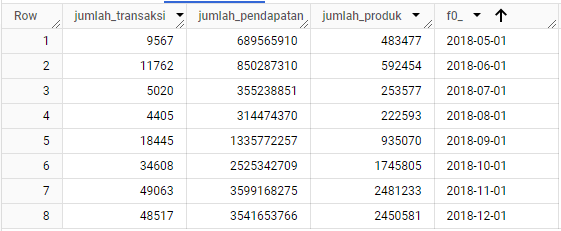 Row jumlah_transaksi jumlah_pendapatan jumlah_produk f0_
1 9567 689565910 483477 2018-05-01
2 11762 850287310 592454 2018-06-01
3 5020 355238851 253577 2018-07-01
4 4405 314474370 222593 2018-08-01
5 18445 1335772257 935070 2018-09-01
6 34608 2525342709 1745805 2018-10-01
7 49063 3599168275 2481233 2018-11-01
8 48517 3541653766 2450581 2018-12-01